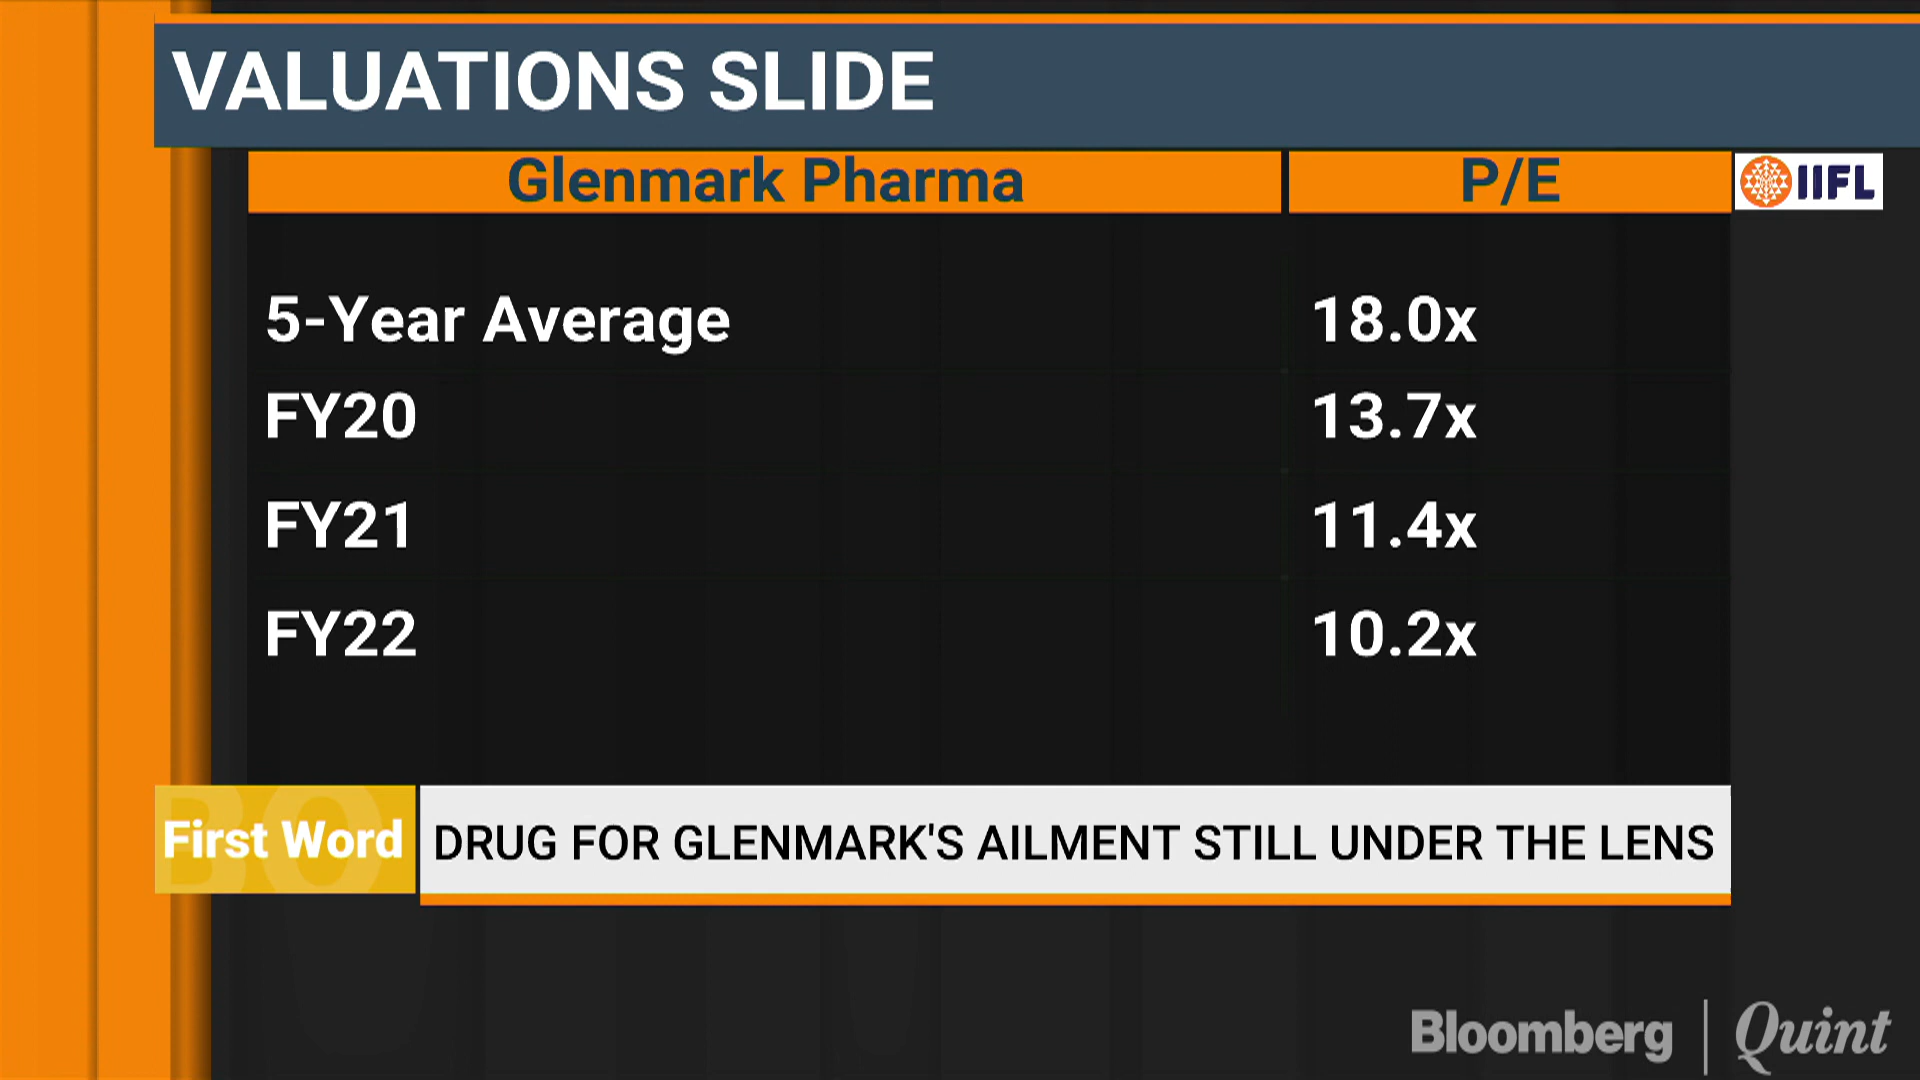 VALUATIONS SLIDE
Glenmark Pharma P/E IIFL
5-Year Average 18.0x
FY20 13.7x
FY21 11.4x
FY22 10.2x
First Word DRUG FOR GLENMARK'S AILMENT STILL UNDER THE LENS
Bloomberg | Quint